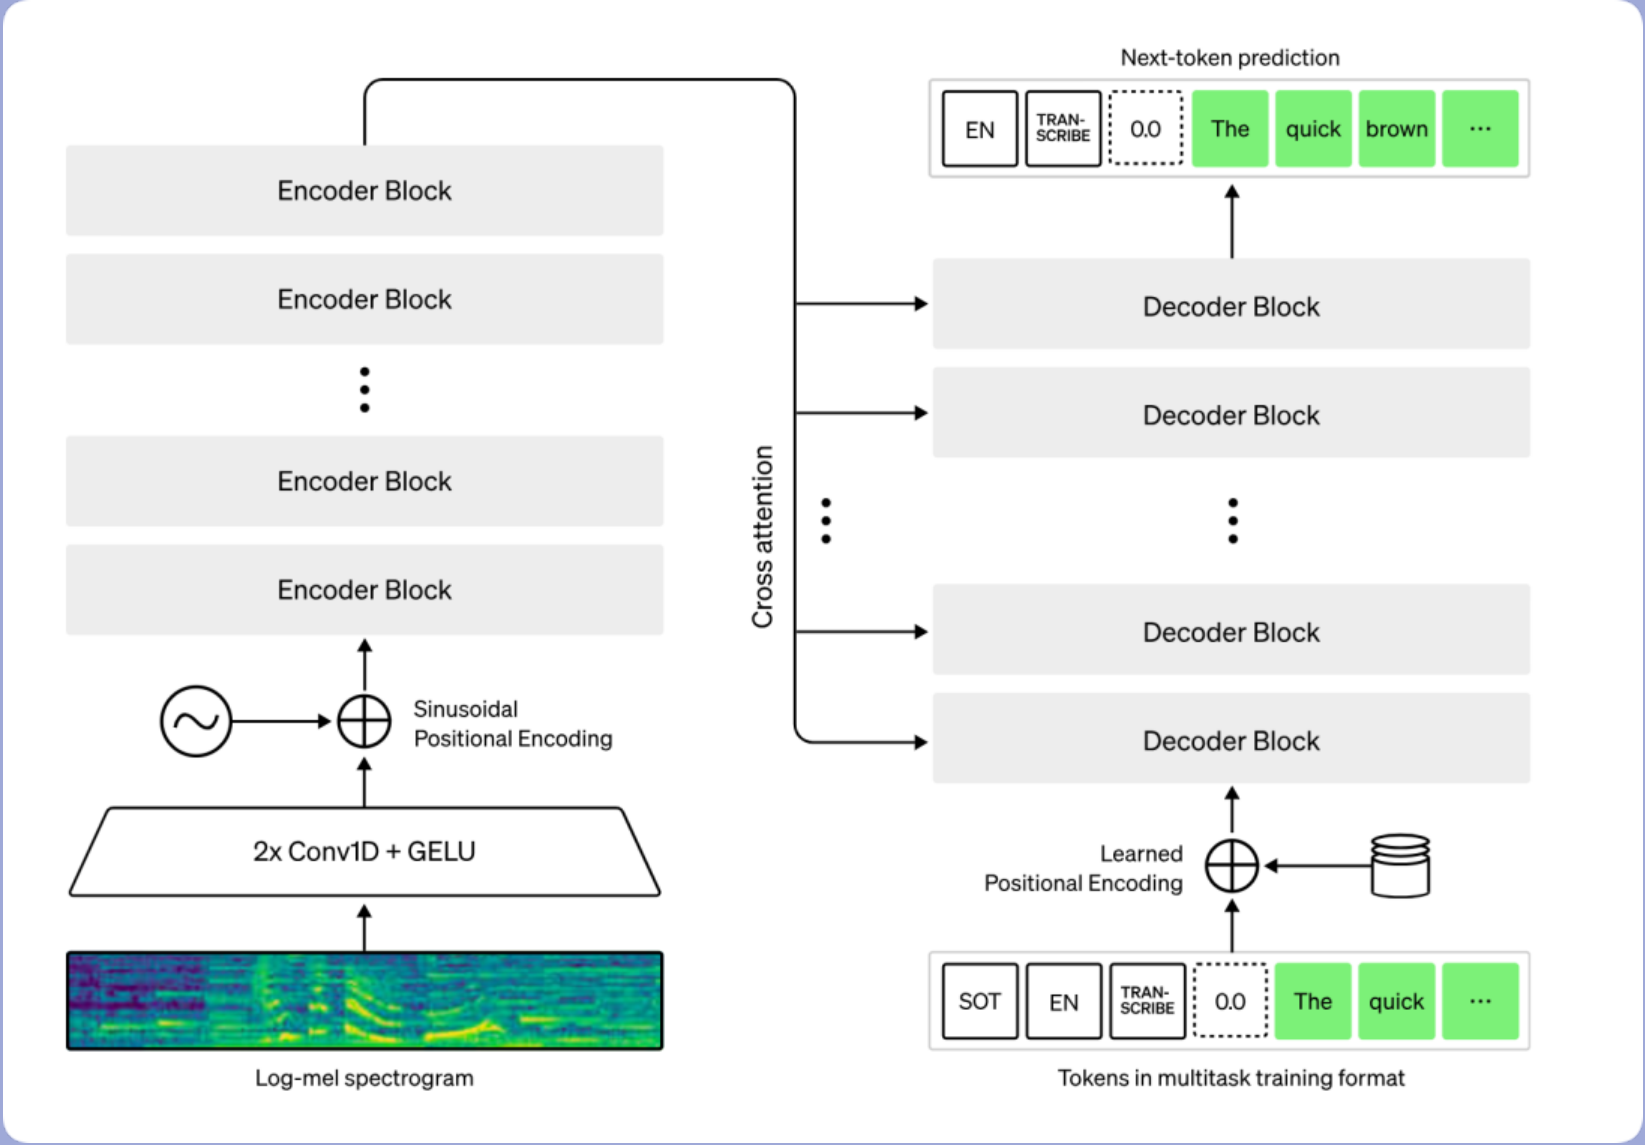 Next-token prediction
EN
TRAN-
SCRIBE
0.0
The
quick
brown
...
Encoder Block
Encoder Block
Encoder Block
Encoder Block
Sinusoidal
Positional Encoding
2x Conv1D + GELU
Log-mel spectrogram
Cross attention
Decoder Block
Decoder Block
Decoder Block
Decoder Block
Learned
Positional Encoding
SOT
EN
TRAN-
SCRIBE
0.0
The
quick
...
Tokens in multitask training format